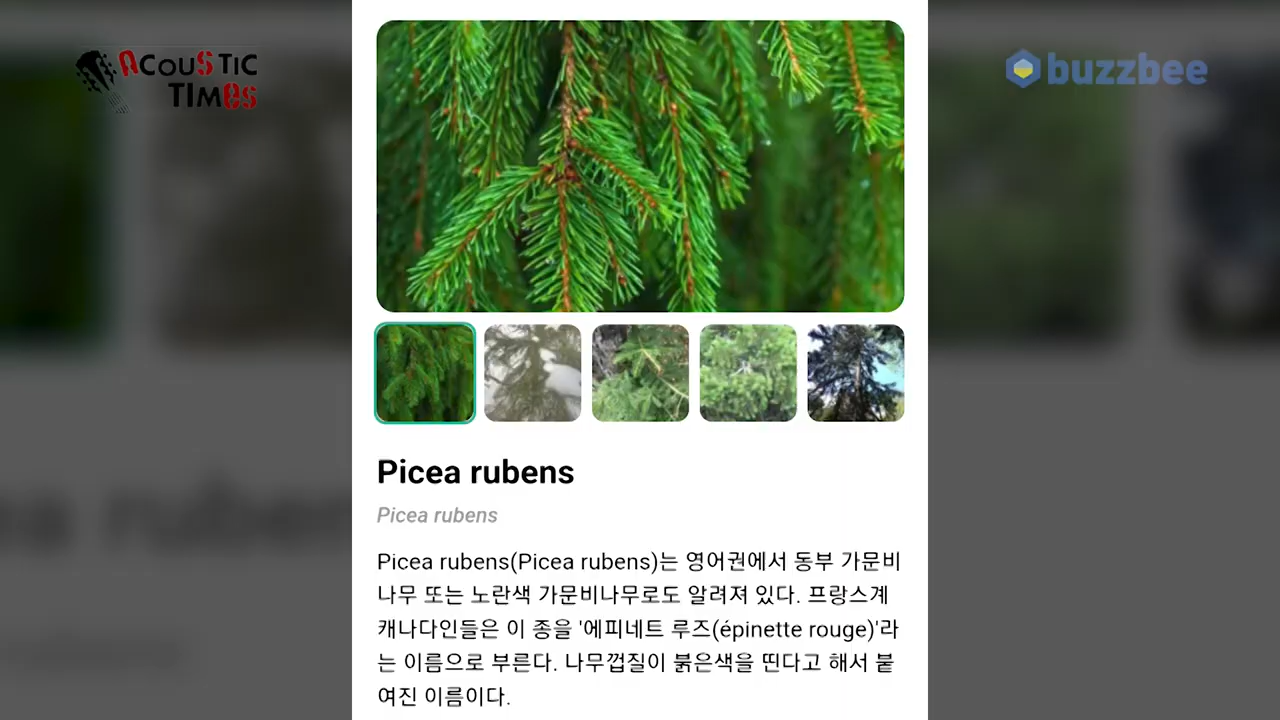 ACOUSTIC
TIMES
buzzbee
Picea rubens
Picea rubens
Picea rubens(Picea rubens)는 영어권에서 동부 가문비
나무 또는 노란색 가문비나무로도 알려져 있다. 프랑스계
캐나다인들은 이 종을 '에피네트 루즈(épinette rouge)'라
는 이름으로 부른다. 나무껍질이 붉은색을 띤다고 해서 붙
여진 이름이다.